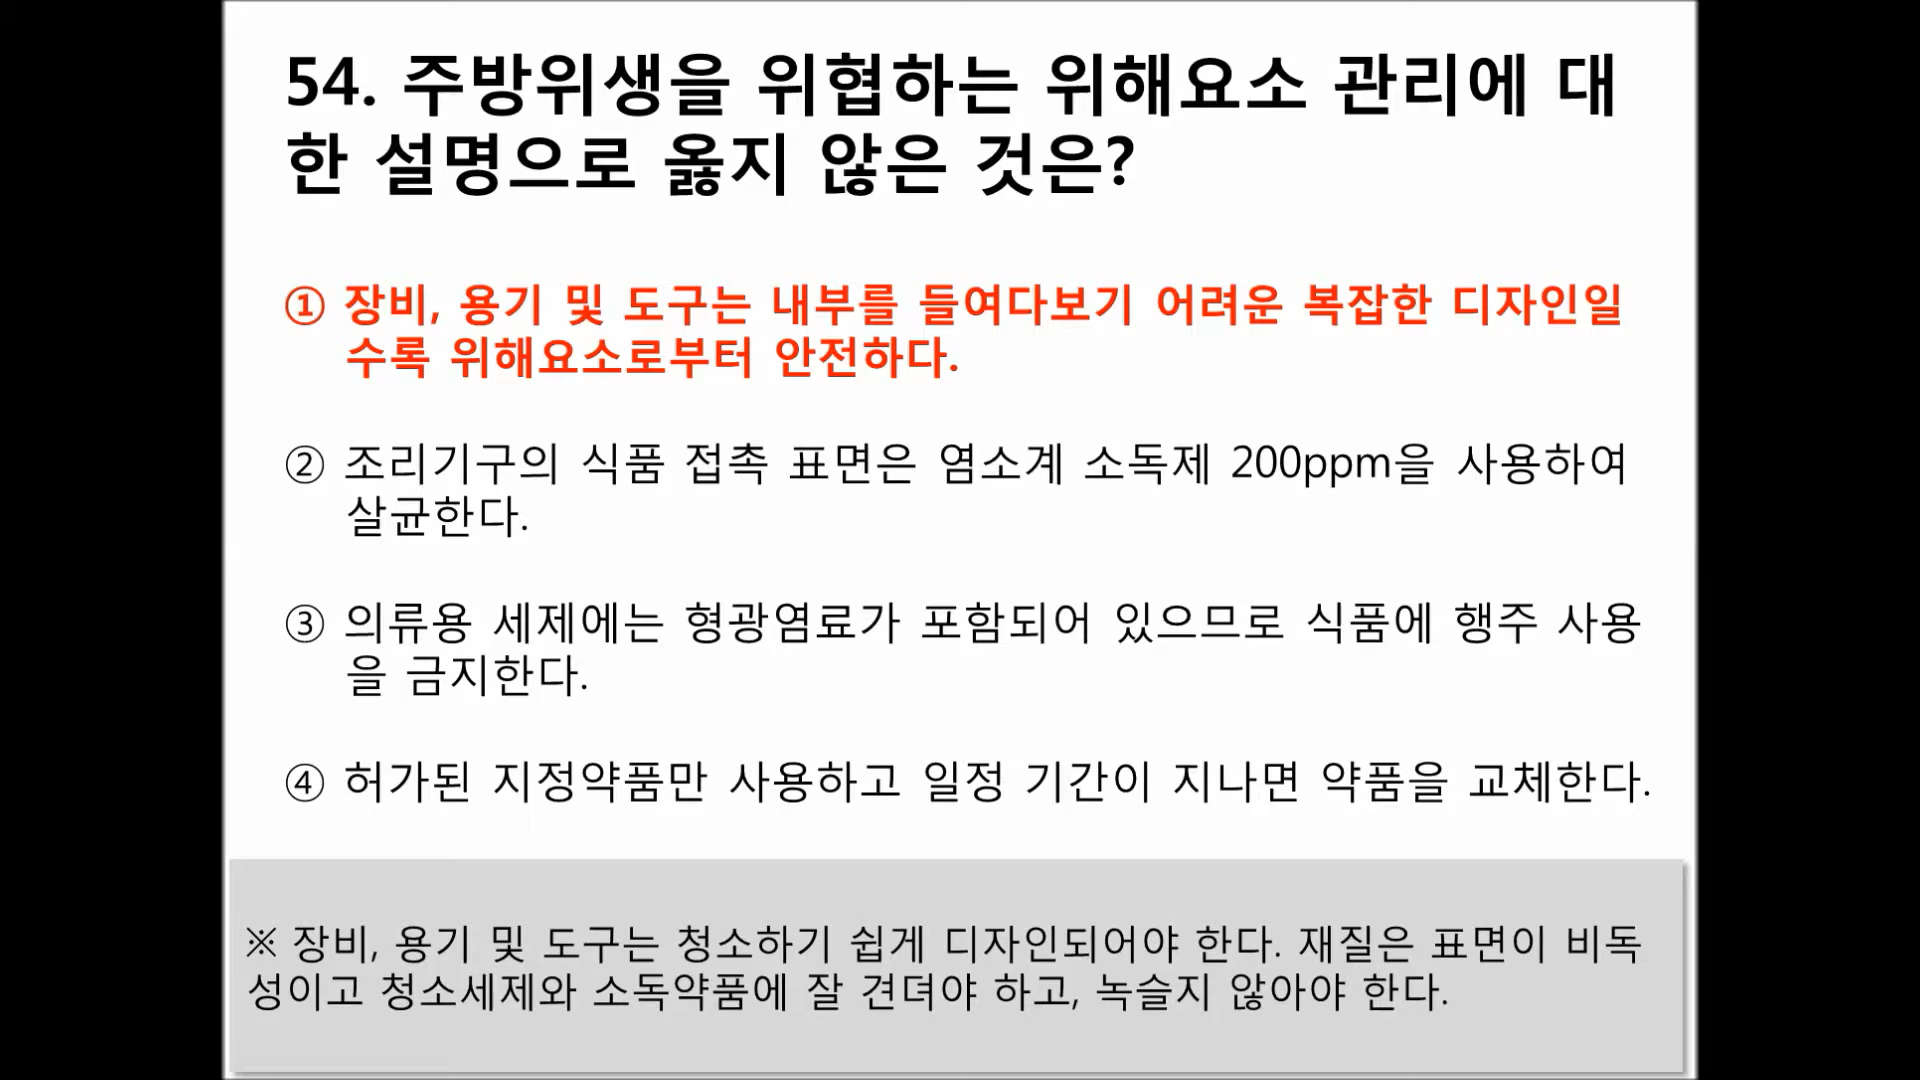 54. 주방위생을 위협하는 위해요소 관리에 대
한 설명으로 옳지 않은 것은?
① 장비, 용기 및 도구는 내부를 들여다보기 어려운 복잡한 디자인일
수록 위해요소로부터 안전하다.
② 조리기구의 식품 접촉 표면은 염소계 소독제 200ppm을 사용하여
살균한다.
③ 의류용 세제에는 형광염료가 포함되어 있으므로 식품에 행주 사용
을 금지한다.
④ 허가된 지정약품만 사용하고 일정 기간이 지나면 약품을 교체한다.
※ 장비, 용기 및 도구는 청소하기 쉽게 디자인되어야 한다. 재질은 표면이 비독
성이고 청소세제와 소독약품에 잘 견뎌야 하고, 녹슬지 않아야 한다.